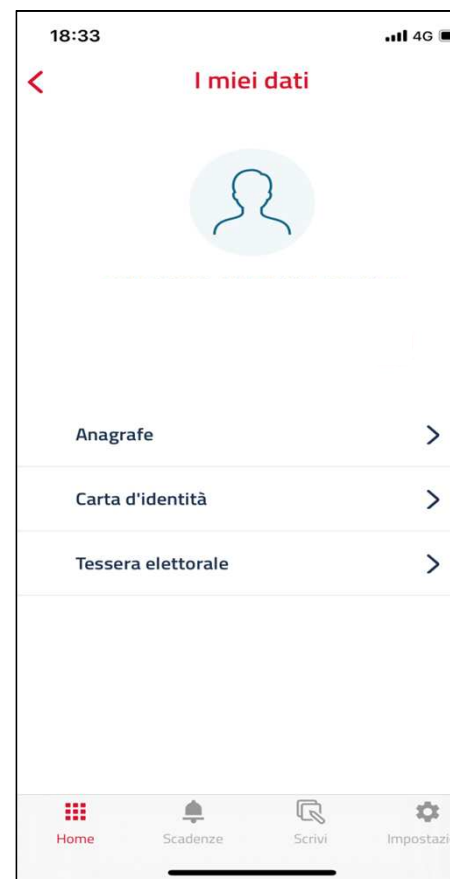 18:33 4G
I miei dati
Anagrafe
Carta d'identità
Tessera elettorale
Home Scadenze Scrivi Impostazi